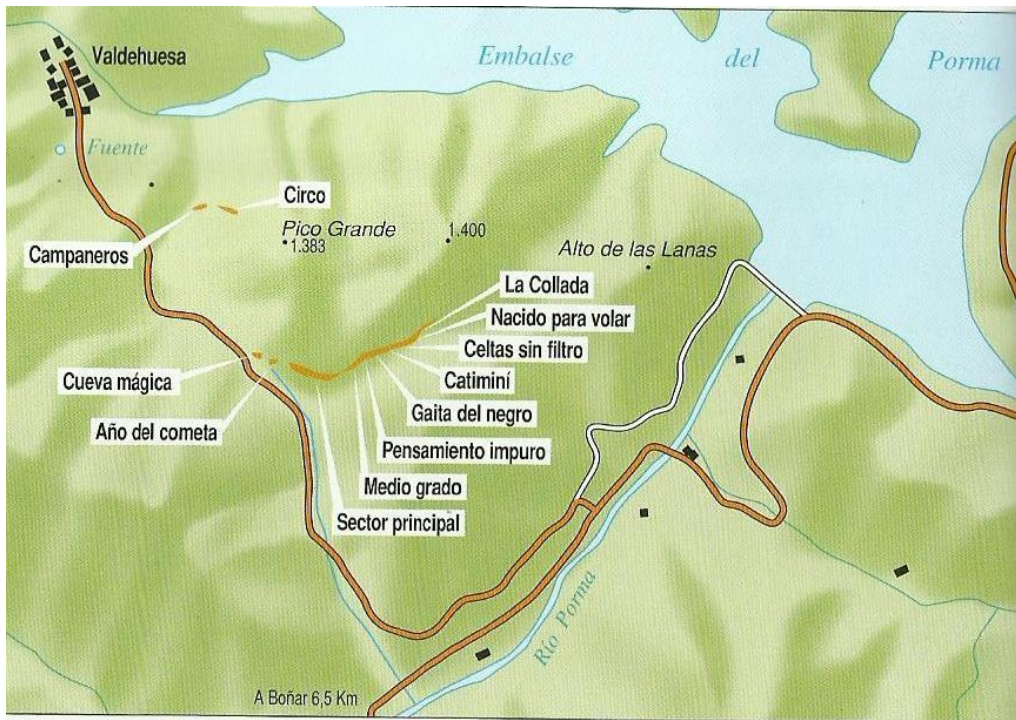 Valdehuesa
Embalse del Porma
Fuente
Circo
Pico Grande
1.383
1.400
Campaneros
Alto de las Lanas
La Collada
Nacido para volar
Celtas sin filtro
Cueva mágica
Catiminí
Año del cometa
Gaita del negro
Pensamiento impuro
Medio grado
Sector principal
Río Porma
A Boñar 6,5 Km